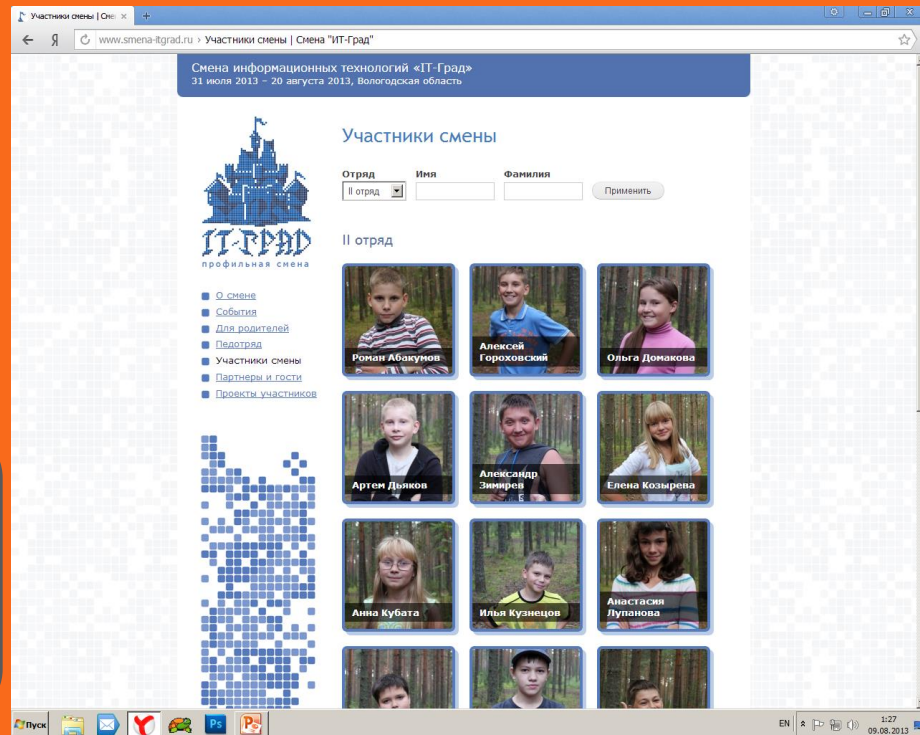 Участники смены | Сме
www.smena-itgrad.ru › Участники смены | Смена "ИТ-Град"
Смена информационных технологий «IT-Град»
31 июля 2013 – 20 августа 2013, Вологодская область
IT-ГРАД
профильная смена
О смене
События
Для родителей
Педотряд
Участники смены
Партнеры и гости
Проекты участников
Участники смены
Отряд Имя Фамилия
II отряд Применить
II отряд
Роман Абакумов
Алексей
Гороховский
Ольга Домакова
Артем Дьяков
Александр
Зимирев
Елена Козырева
Анна Кубата
Илья Кузнецов
Анастасия
Лупанова
Пуск
Ps
EN
1:27
09.08.2013